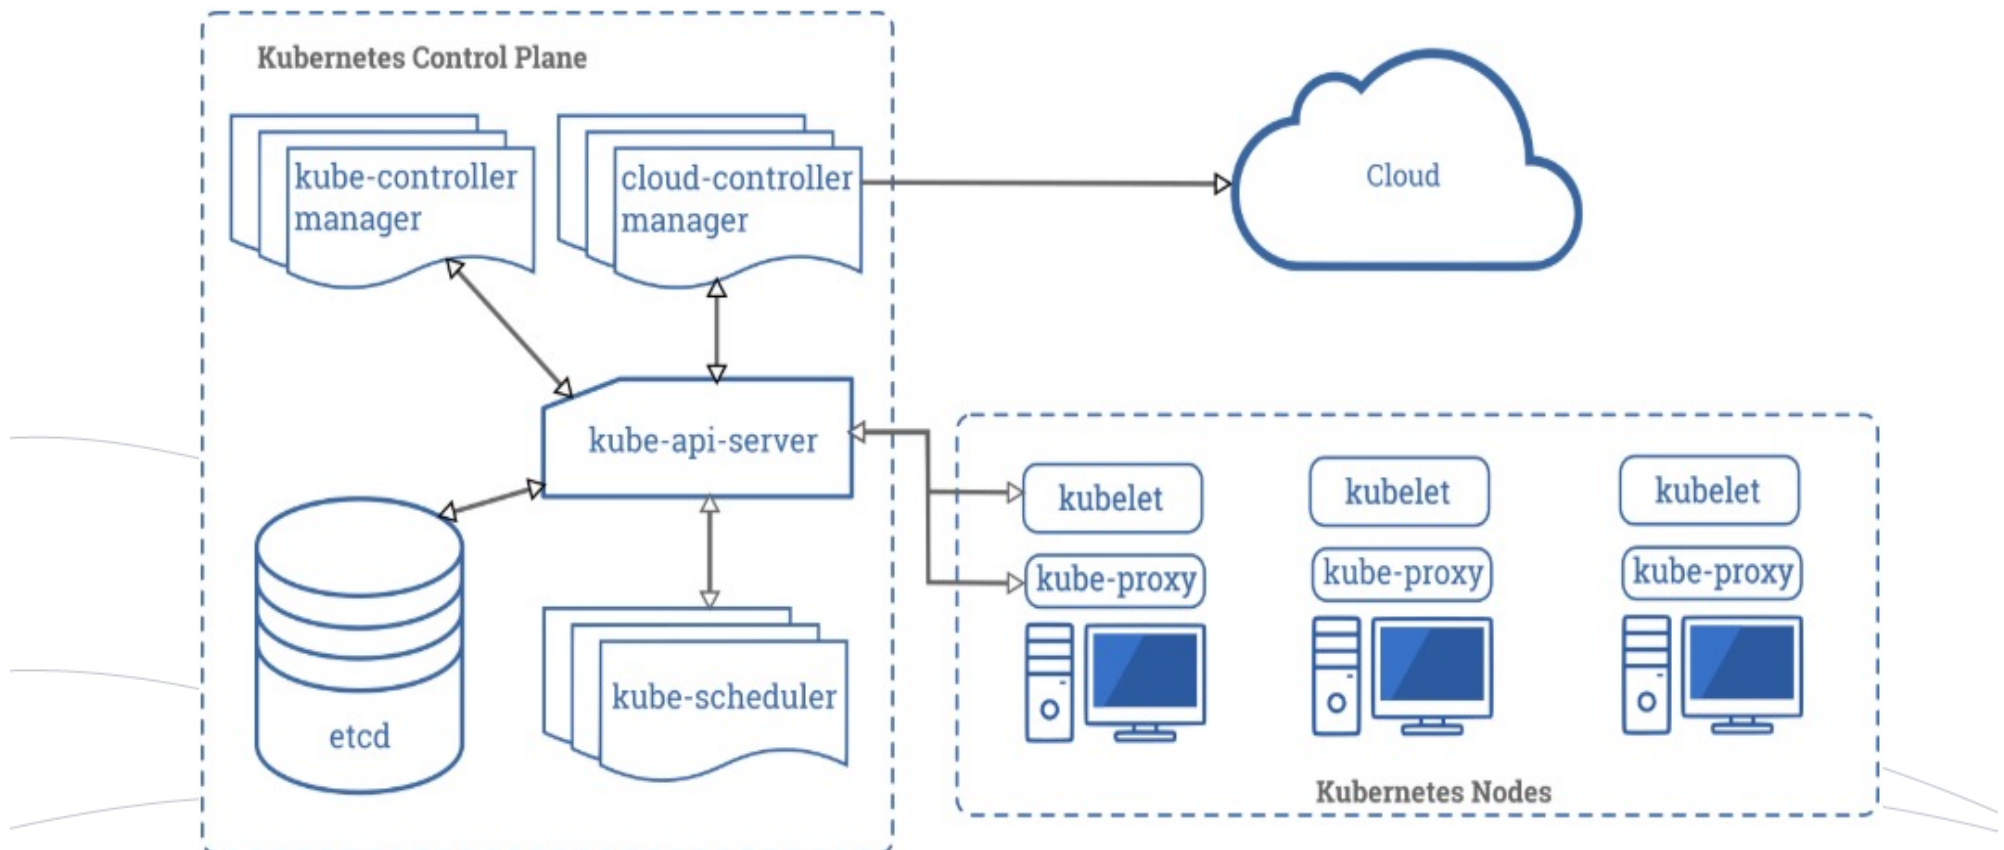 Kubernetes Control Plane
kube-controller
manager
cloud-controller
manager
Cloud
kube-api-server
kubelet
kubelet
kubelet
kube-proxy
kube-proxy
kube-proxy
etcd
kube-scheduler
Kubernetes Nodes